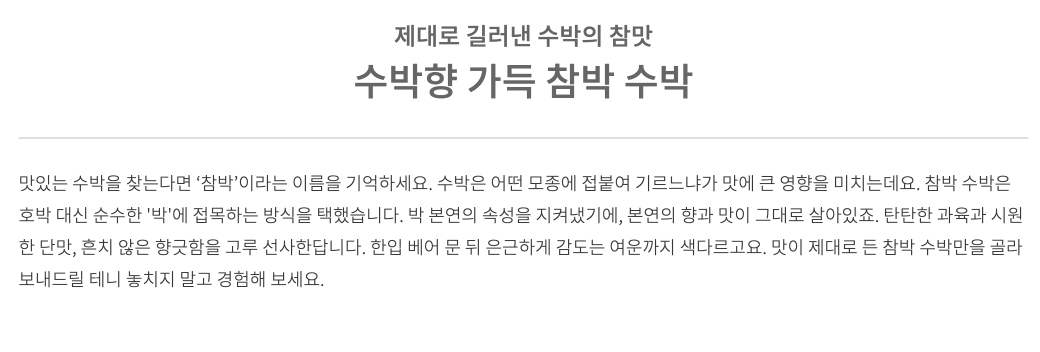 제대로 길러낸 수박의 참맛
수박향 가득 참박 수박
맛있는 수박을 찾는다면 ‘참박’이라는 이름을 기억하세요. 수박은 어떤 모종에 접붙여 기르느냐가 맛에 큰 영향을 미치는데요. 참박 수박은
호박 대신 순수한 '박'에 접목하는 방식을 택했습니다. 박 본연의 속성을 지켜냈기에, 본연의 향과 맛이 그대로 살아있죠. 탄탄한 과육과 시원
한 단맛, 흔치 않은 향긋함을 고루 선사한답니다. 한입 베어 문 뒤 은근하게 감도는 여운까지 색다르고요. 맛이 제대로 든 참박 수박만을 골라
보내드릴 테니 놓치지 말고 경험해 보세요.